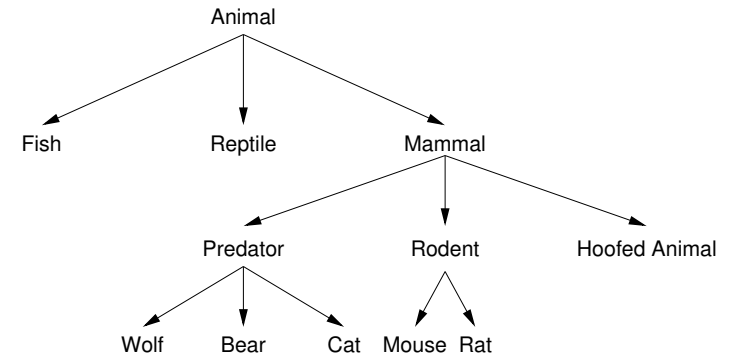 Animal
Fish Reptile Mammal
Predator Rodent Hoofed Animal
Wolf Bear Cat Mouse Rat